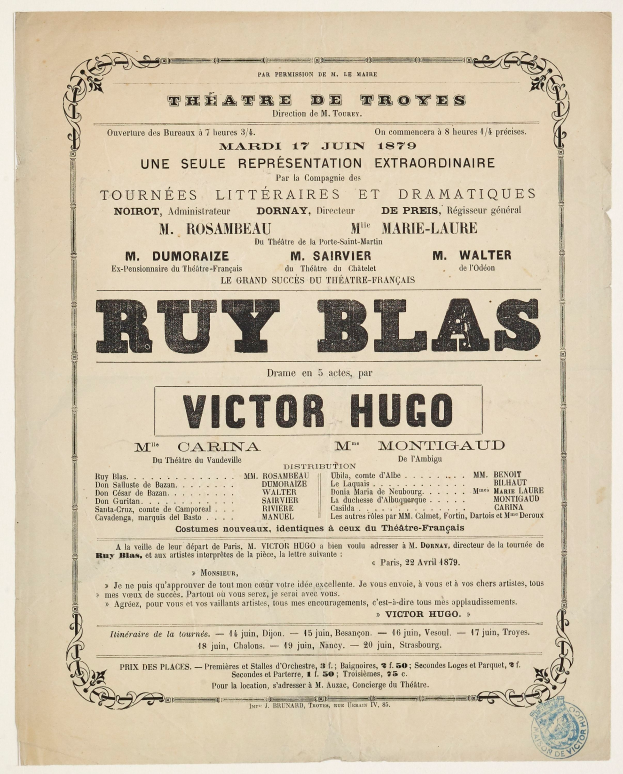 PAR PERMISSION DE M. LE MAIRE
THÉATRE DE TROYES
Direction de M. TOUREY.
Ouverture des Bureaux à 7 heures 3/4. On commencera à 8 heures 1/4 précises.
MARDI 17 JUIN 1879
UNE SEULE REPRÉSENTATION EXTRAORDINAIRE
Par la Compagnie des
TOURNÉES LITTÉRAIRES ET DRAMATIQUES
NOIROT, Administrateur DORNAY, Directeur DE PREIS, Régisseur général
M. ROSAMBEAU Mlle MARIE-LAURE
Du Théâtre de la Porte-Saint-Martin
M. DUMORAIZE M. SAIRVIER M. WALTER
Ex-Pensionnaire du Théâtre-Français du Théâtre du Châtelet de l'Odéon
LE GRAND SUCCÈS DU THÉATRE-FRANÇAIS
RUY BLAS
Drame en 5 actes, par
VICTOR HUGO
Mlle CARINA Mme MONTIGAUD
Du Théâtre du Vaudeville De l'Ambigu
DISTRIBUTION
Ruy Blas. MM. ROSAMBEAU Ubila, comte d'Albe MM. BENOIT
Don Salluste de Bazan. DUMORAIZE Le Laquais BILHAUT
Don César de Bazan. WALTER Donia Maria de Neubourg. Mmes MARIE LAURE
Don Guritan. SAIRVIER La duchesse d'Albuquerque MONTIGAUD
Santa-Cruz, comte de Camporeal RIVIÈRE Casilda CARINA
Cavadenga, marquis del Basto MANUEL Les autres rôles par MM. Calmet, Fortin, Dartois et Mme Deroux
Costumes nouveaux, identiques à ceux du Théâtre-Français
A la veille de leur départ de Paris, M. VICTOR HUGO a bien voulu adresser à M. DORNAY, directeur de la tournée de
Ruy Blas, et aux artistes interprètes de la pièce, la lettre suivante :
« Paris, 22 Avril 1879.
» MONSIEUR,
» Je ne puis qu'approuver de tout mon cœur votre idée excellente. Je vous envoie, à vous et à vos chers artistes, tous
» mes vœux de succès. Partout où vous serez, je serai avec vous.
» Agréez, pour vous et vos vaillants artistes, tous mes encouragements, c'est-à-dire tous mes applaudissements.
» VICTOR HUGO. »
Itinéraire de la tournée. — 14 juin, Dijon. — 15 juin, Besançon. — 16 juin, Vesoul. — 17 juin, Troyes.
18 juin, Chalons. — 19 juin, Nancy. — 20 juin, Strasbourg.
PRIX DES PLACES. — Premières et Stalles d'Orchestre, 3 f.; Baignoires, 2 f. 50; Secondes Loges et Parquet, 2 f.
Secondes et Parterre, 1 f. 50; Troisièmes, 75 c.
Pour la location, s'adresser à M. Auzac, Concierge du Théâtre.
IMP. J. BRUNARD, TROYES, RUE URBAIN IV, 85.
MAISON DE VICTOR HUGO